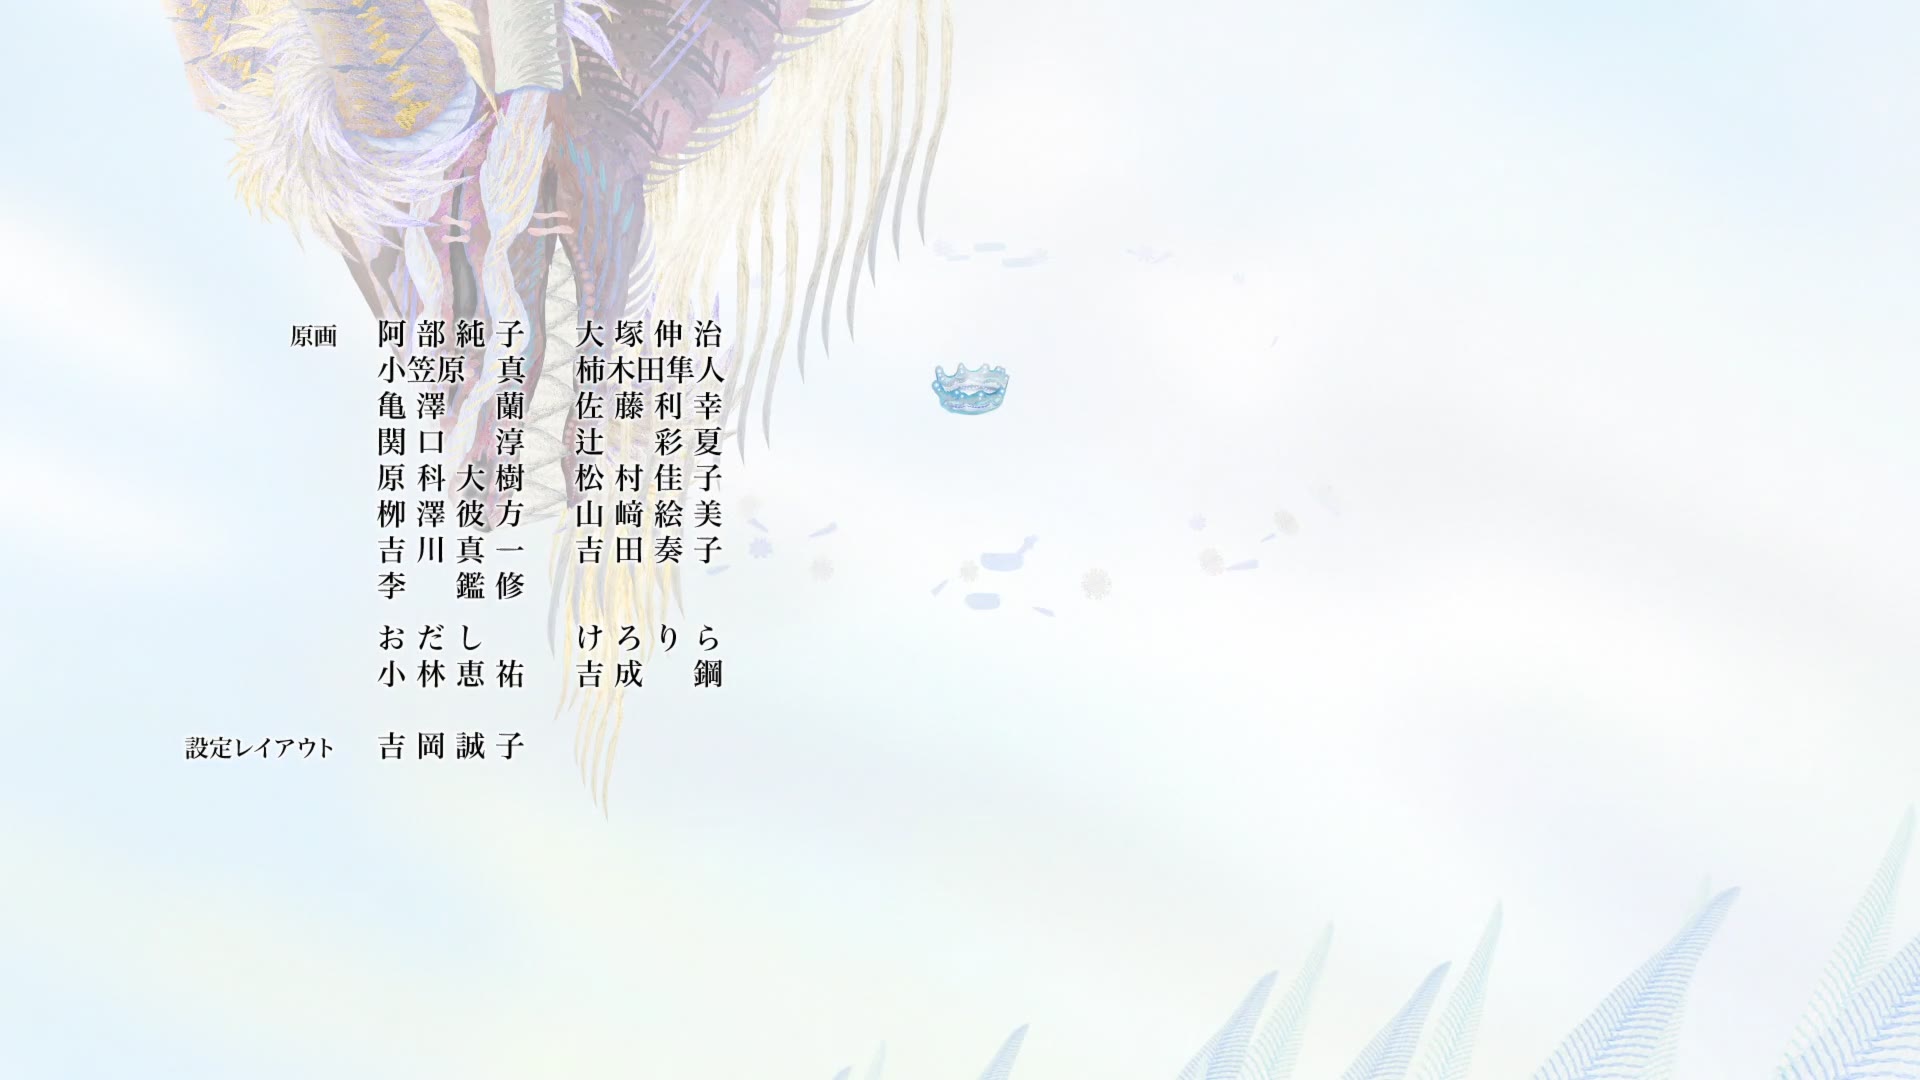 原画 阿部純子 大塚伸治
小笠原 真 柿木田隼人
亀澤 蘭 佐藤利幸
関口 淳 辻 彩夏
原科大樹 松村佳子
栁澤彼方 山﨑絵美
吉川真一 吉田奏子
李 鑑修
おだし けろりら
小林恵祐 吉成 鋼
設定レイアウト 吉岡誠子